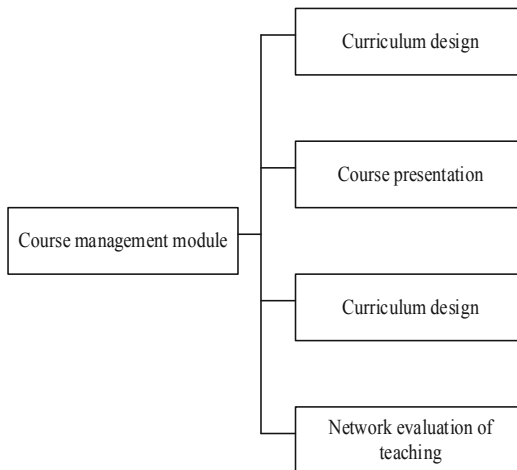 Curriculum design
Course presentation
Course management module
Curriculum design
Network evaluation of
teaching